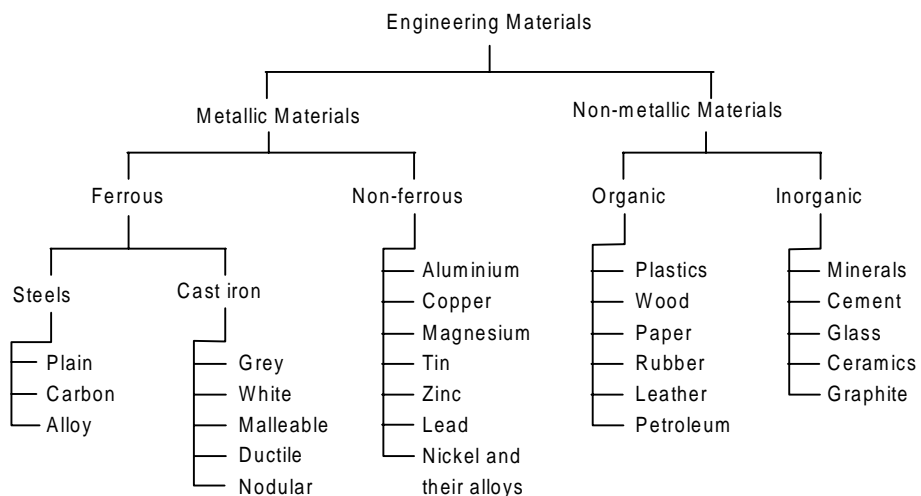 Engineering Materials
Metallic Materials
Non-metallic Materials
Ferrous
Non-ferrous
Organic
Inorganic
Steels
Cast iron
Plain
Carbon
Alloy
Grey
White
Malleable
Ductile
Nodular
Aluminium
Copper
Magnesium
Tin
Zinc
Lead
Nickel and
their alloys
Plastics
Wood
Paper
Rubber
Leather
Petroleum
Minerals
Cement
Glass
Ceramics
Graphite